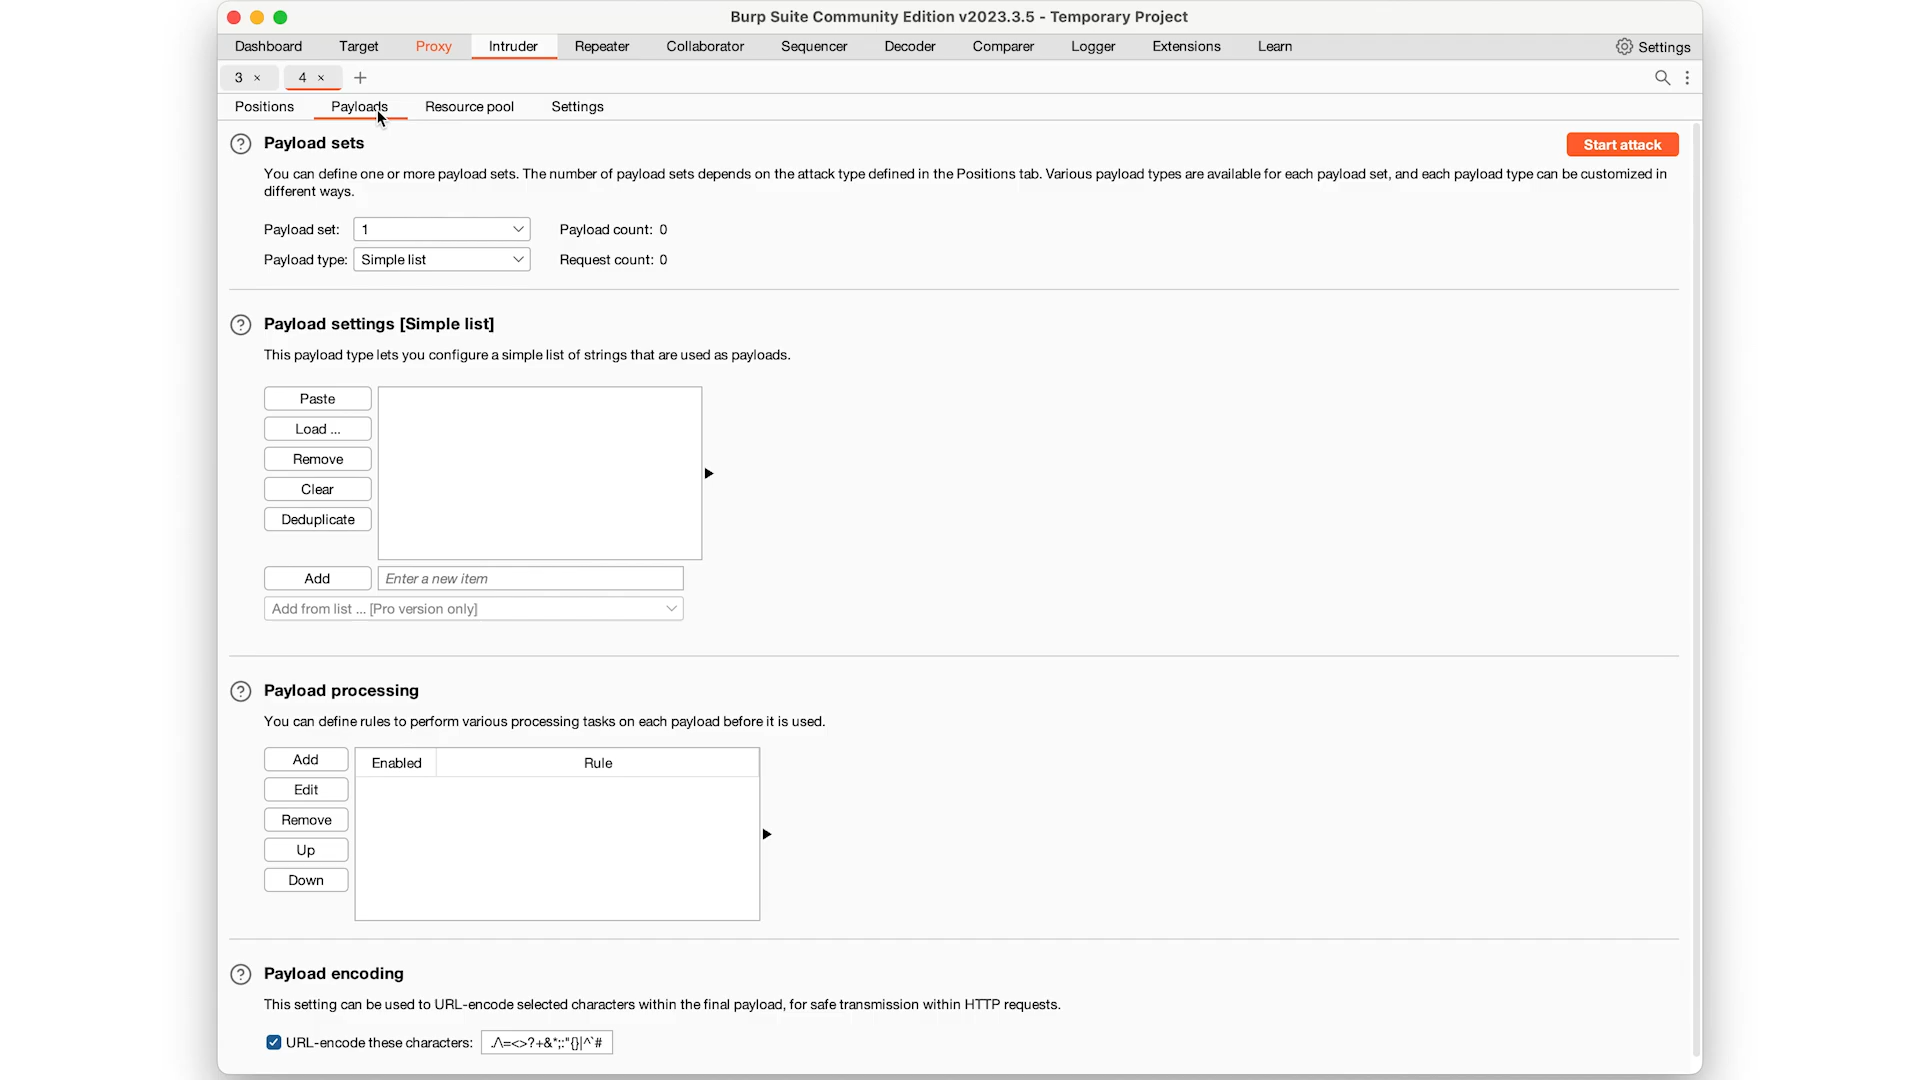 Burp Suite Community Edition v2023.3.5 - Temporary Project
Dashboard Target Proxy Intruder Repeater Collaborator Sequencer Decoder Comparer Logger Extensions Learn Settings
3 × 4 × +
Positions Payloads Resource pool Settings
? Payload sets Start attack
You can define one or more payload sets. The number of payload sets depends on the attack type defined in the Positions tab. Various payload types are available for each payload set, and each payload type can be customized in
different ways.
Payload set: 1 Payload count: 0
Payload type: Simple list Request count: 0
? Payload settings [Simple list]
This payload type lets you configure a simple list of strings that are used as payloads.
Paste
Load ...
Remove
Clear
Deduplicate
Add Enter a new item
Add from list ... [Pro version only]
? Payload processing
You can define rules to perform various processing tasks on each payload before it is used.
Add Enabled Rule
Edit
Remove
Up
Down
? Payload encoding
This setting can be used to URL-encode selected characters within the final payload, for safe transmission within HTTP requests.
URL-encode these characters: ./\=<>?+&*;:"{}|^`#